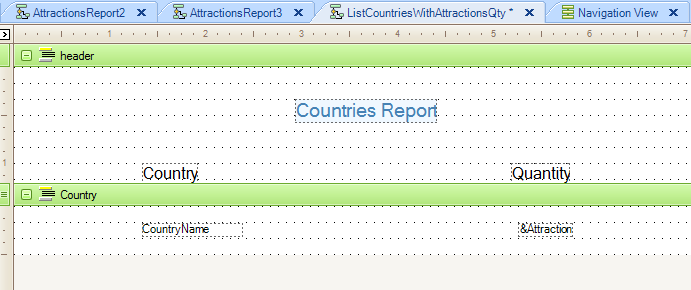 AttractionsReport2 AttractionsReport3 ListCountriesWithAttractionsQty * Navigation View
1 2 3 4 5 6 7
header
Countries Report
1
Country Quantity
Country
CountryName &Attraction